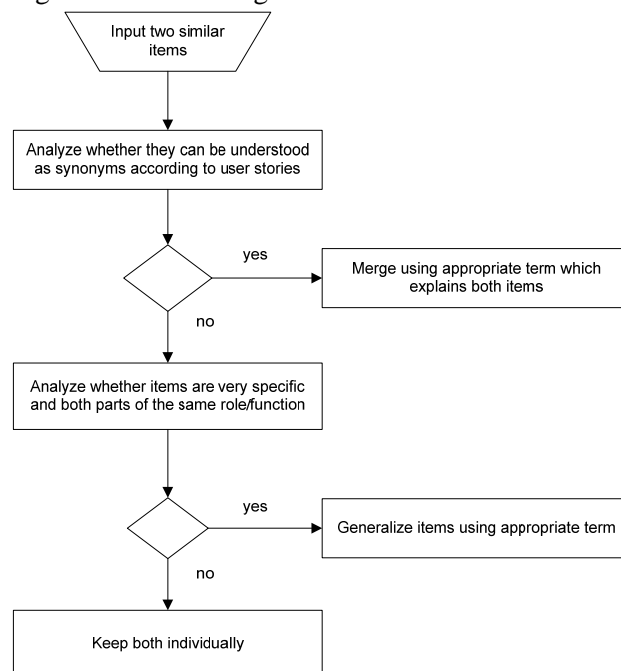 Input two similar
items
Analyze whether they can be understood
as synonyms according to user stories
yes
Merge using appropriate term which
explains both items
no
Analyze whether items are very specific
and both parts of the same role/function
yes
Generalize items using appropriate term
no
Keep both individually